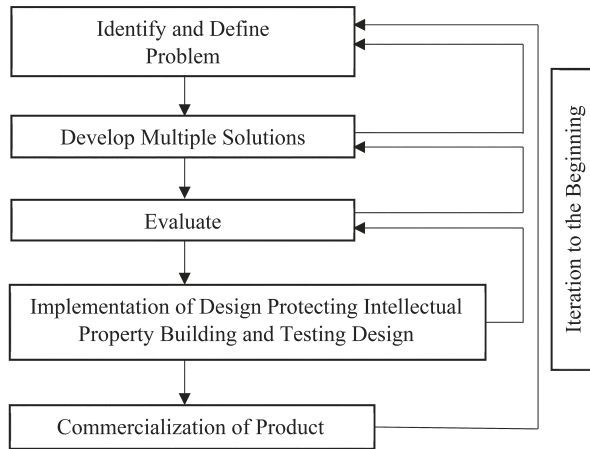 Identify and Define
Problem
Develop Multiple Solutions
Evaluate
Implementation of Design Protecting Intellectual
Property Building and Testing Design
Commercialization of Product
Iteration to the Beginning